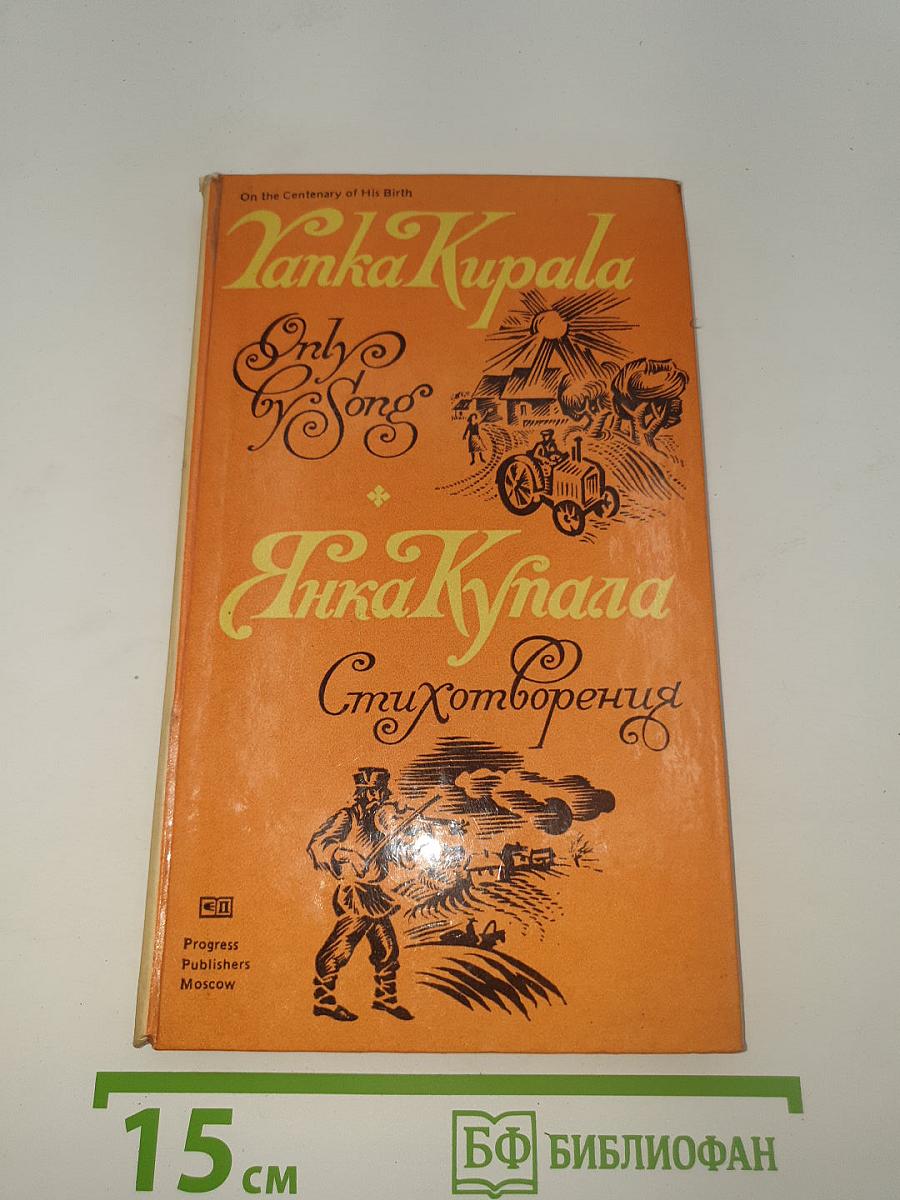 On the Centenary of His Birth
Yanka Kupala
Only
by Song
Янка Купала
Стихотворения
Progress
Publishers
Moscow
15 см
БФ БИБЛИОФАН